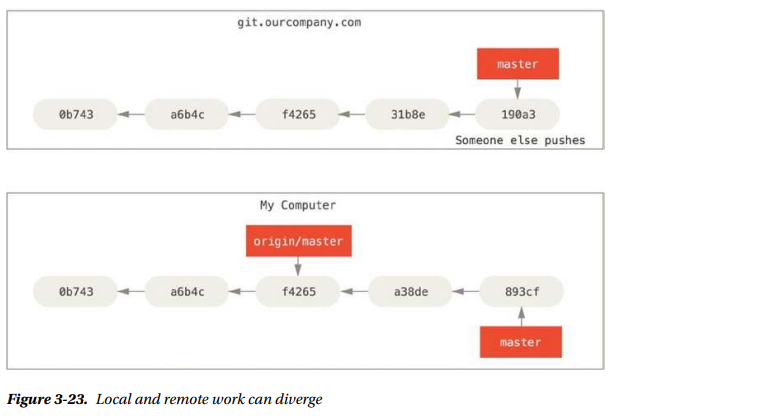 git.ourcompany.com
master
0b743 a6b4c f4265 31b8e 190a3
Someone else pushes
My Computer
origin/master
0b743 a6b4c f4265 a38de 893cf
master
Figure 3-23. Local and remote work can diverge